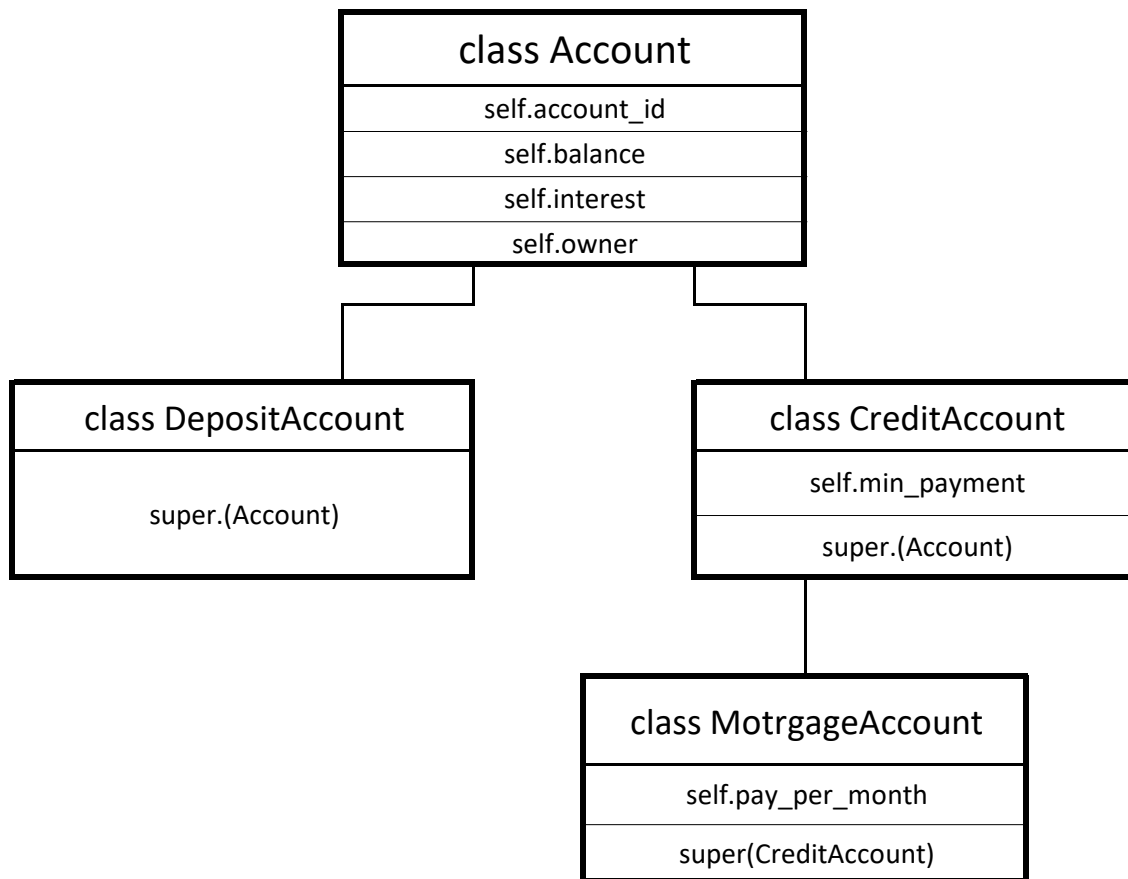 class Account
self.account_id
self.balance
self.interest
self.owner
class DepositAccount
super.(Account)
class CreditAccount
self.min_payment
super.(Account)
class MotrgageAccount
self.pay_per_month
super(CreditAccount)